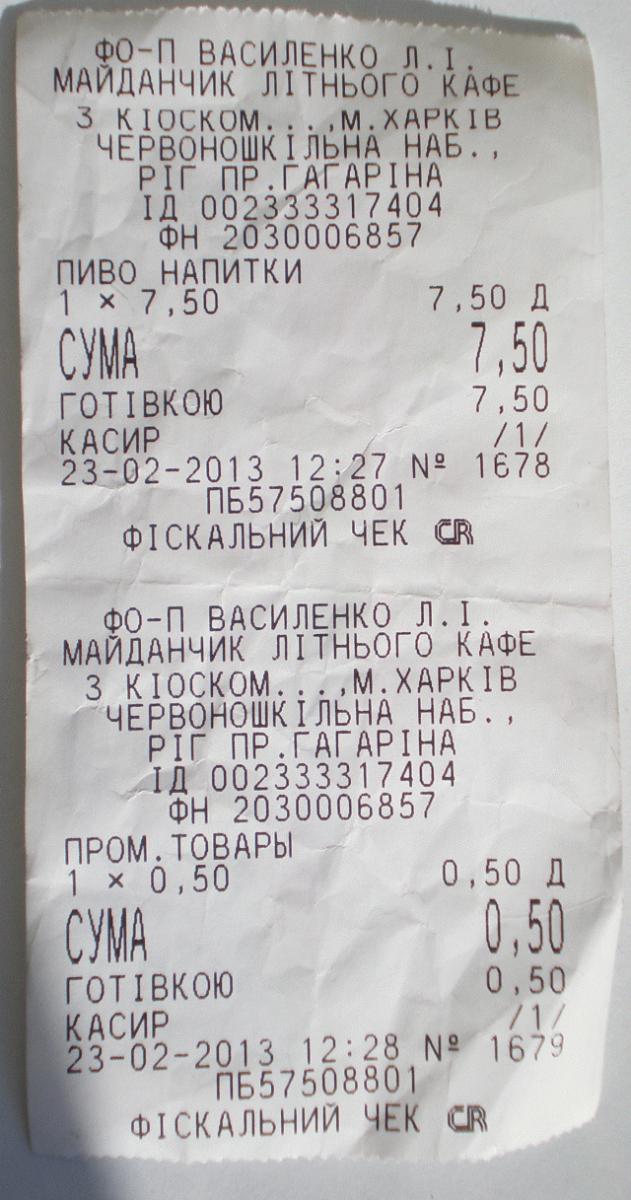 ФО-П ВАСИЛЕНКО Л.І.
МАЙДАНЧИК ЛІТНЬОГО КАФЕ
З КІОСКОМ...,М.ХАРКІВ
ЧЕРВОНОШКІЛЬНА НАБ.,
РІГ ПР.ГАГАРІНА
ІД 002333317404
ФН 2030006857
ПИВО НАПИТКИ
1 × 7,50 7,50 Д
СУМА 7,50
ГОТІВКОЮ 7,50
КАСИР /1/
23-02-2013 12:27 № 1678
ПБ57508801
ФІСКАЛЬНИЙ ЧЕК CR
ФО-П ВАСИЛЕНКО Л.І.
МАЙДАНЧИК ЛІТНЬОГО КАФЕ
З КІОСКОМ...,М.ХАРКІВ
ЧЕРВОНОШКІЛЬНА НАБ.,
РІГ ПР.ГАГАРІНА
ІД 002333317404
ФН 2030006857
ПРОМ.ТОВАРЫ
1 × 0,50 0,50 Д
СУМА 0,50
ГОТІВКОЮ 0,50
КАСИР /1/
23-02-2013 12:28 № 1679
ПБ57508801
ФІСКАЛЬНИЙ ЧЕК CR